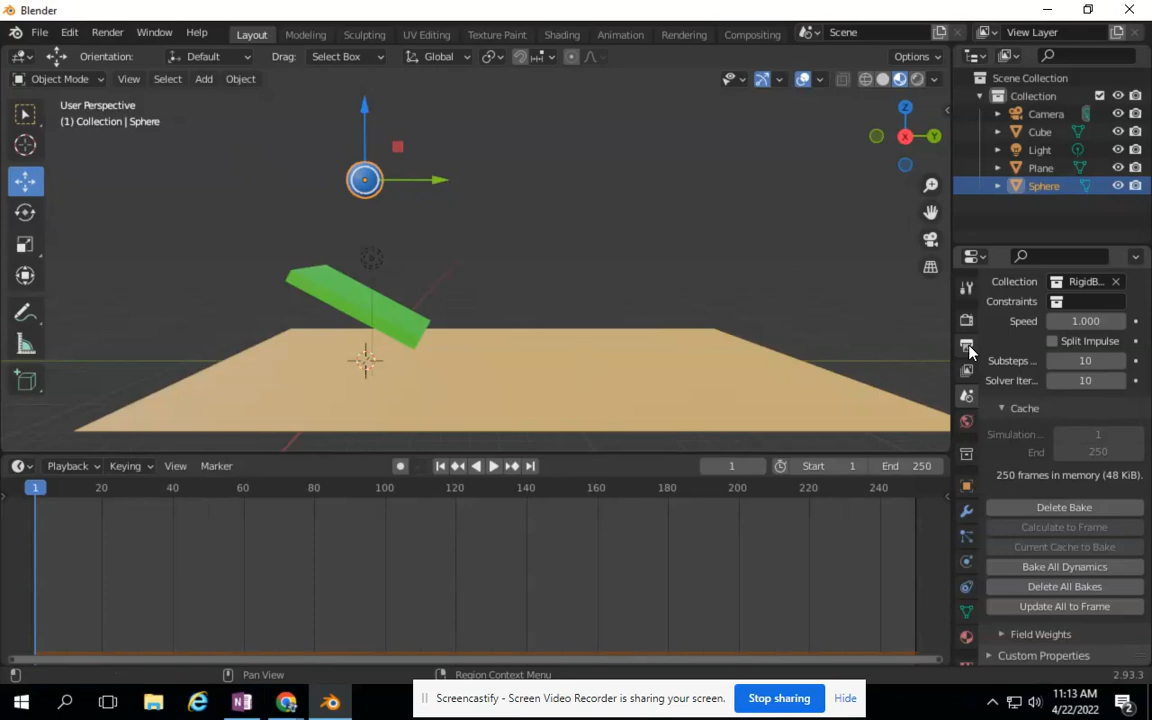 Blender
File Edit Render Window Help
Layout Modeling Sculpting UV Editing Texture Paint Shading Animation Rendering Compositing
Scene
View Layer
Orientation: Default Drag: Select Box Global Options
Object Mode View Select Add Object
User Perspective
(1) Collection | Sphere
Z
X
Y
Scene Collection
Collection
Camera
Cube
Light
Plane
Sphere
Collection RigidB...
Constraints
Speed 1.000
Split Impulse
Substeps ... 10
Solver Iter... 10
Cache
Simulation... 1
End 250
250 frames in memory (48 KiB).
Delete Bake
Calculate to Frame
Current Cache to Bake
Bake All Dynamics
Delete All Bakes
Update All to Frame
Field Weights
Custom Properties
Playback Keying View Marker 1 Start 1 End 250
1 20 40 60 80 100 120 140 160 180 200 220 240
Pan View Region Context Menu 2.93.3
Screencastify - Screen Video Recorder is sharing your screen. Stop sharing Hide
11:13 AM
4/22/2022
2